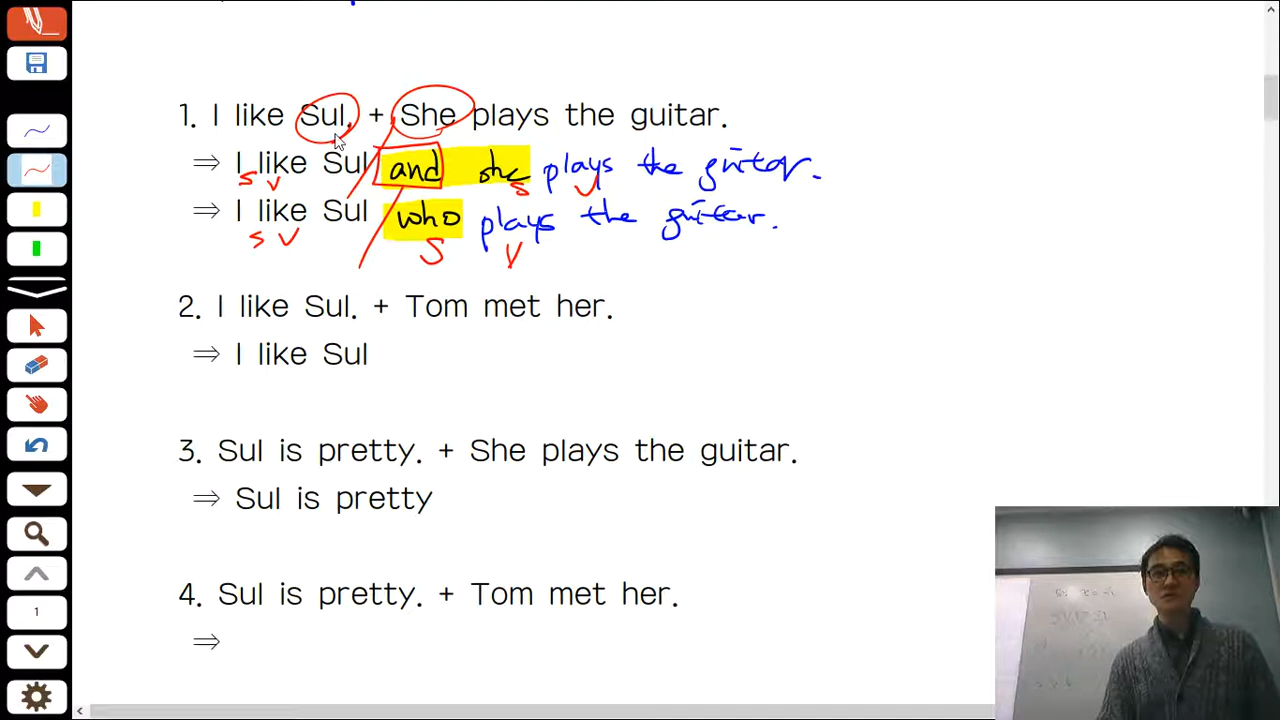 1. I like Sul. + She plays the guitar.
⇒ I like Sul and she plays the guitar.
S V S V
⇒ I like Sul who plays the guitar.
S V S V
2. I like Sul. + Tom met her.
⇒ I like Sul
3. Sul is pretty. + She plays the guitar.
⇒ Sul is pretty
4. Sul is pretty. + Tom met her.
⇒
1